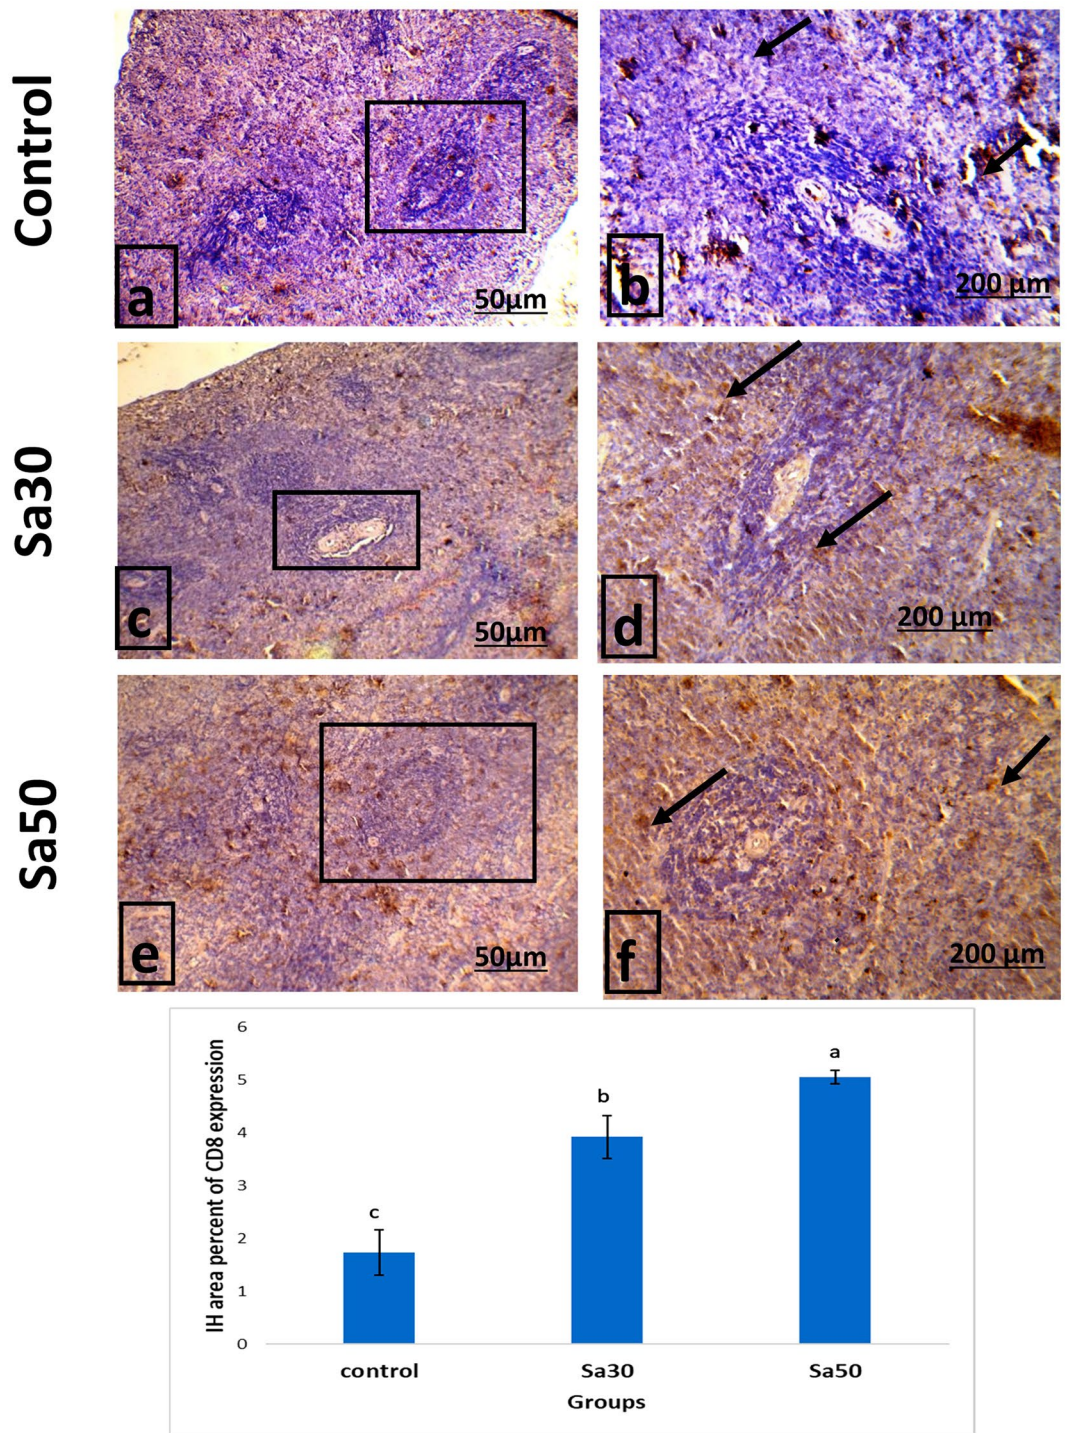 Control
a
50µm
b
200 µm
Sa30
c
50µm
d
200 µm
Sa50
e
50µm
f
200 µm
IH area percent of CD8 expression
6
5
4
3
2
1
0
c
b
a
control
Sa30
Sa50
Groups